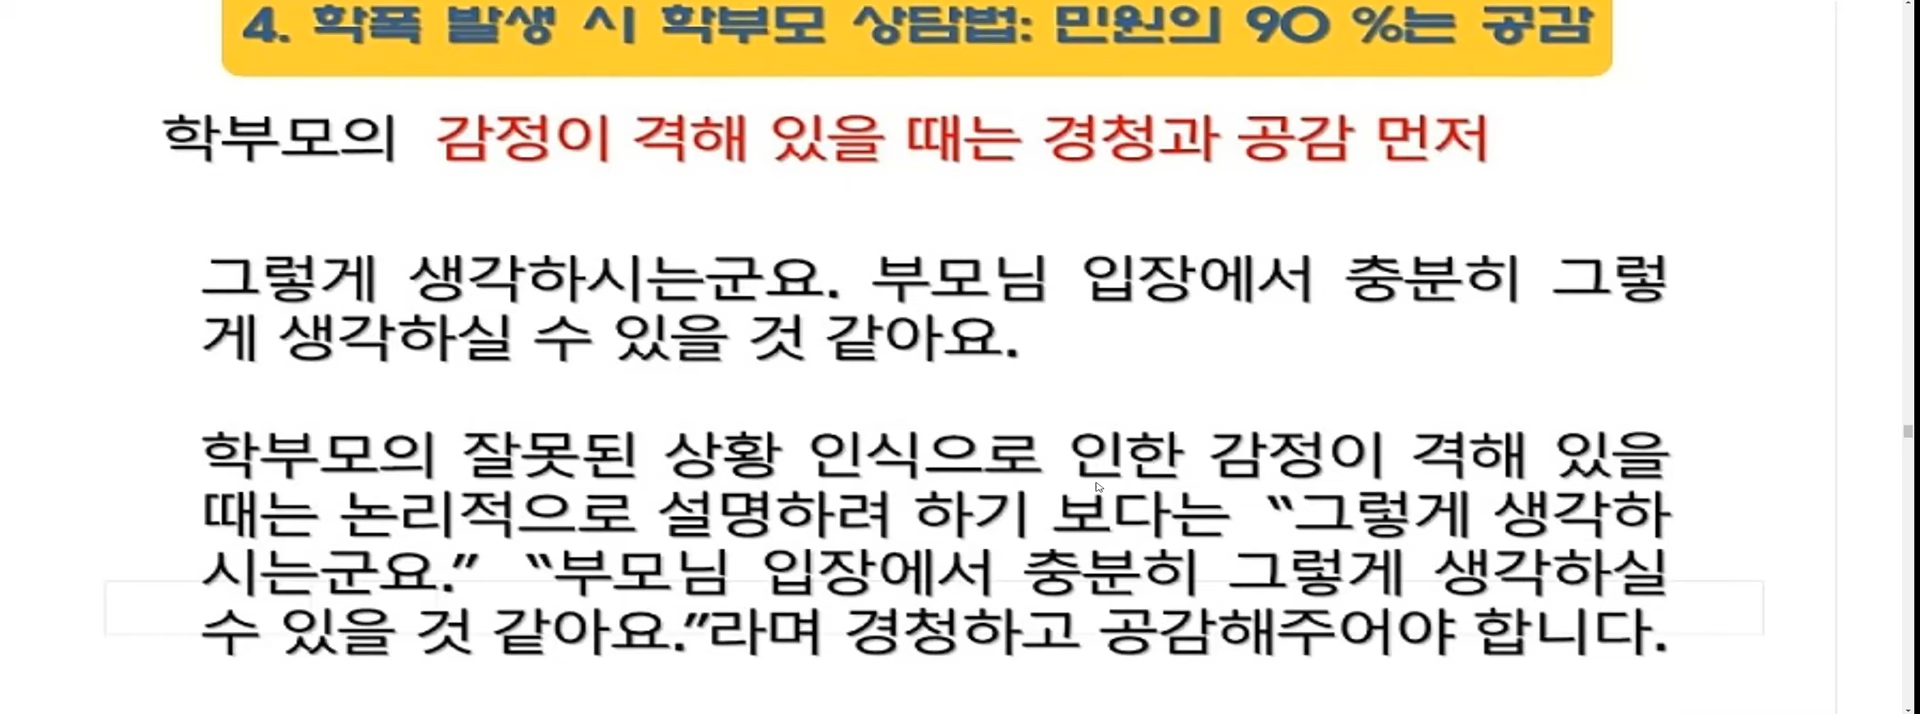 4. 학폭 발생 시 학부모 상담법: 민원의 90 %는 공감
학부모의 감정이 격해 있을 때는 경청과 공감 먼저
그렇게 생각하시는군요. 부모님 입장에서 충분히 그렇
게 생각하실 수 있을 것 같아요.
학부모의 잘못된 상황 인식으로 인한 감정이 격해 있을
때는 논리적으로 설명하려 하기 보다는 “그렇게 생각하
시는군요.” “부모님 입장에서 충분히 그렇게 생각하실
수 있을 것 같아요.”라며 경청하고 공감해주어야 합니다.